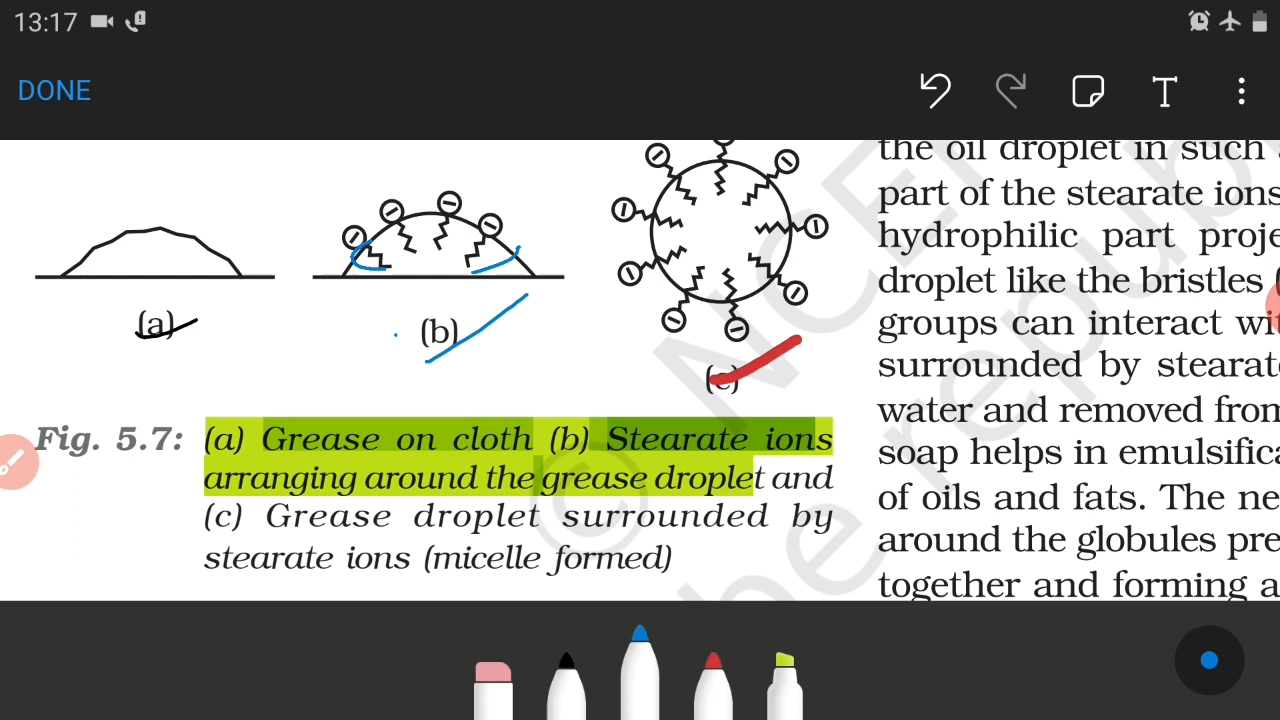 13:17
DONE
T
the oil droplet in such
part of the stearate ions
hydrophilic part proje
droplet like the bristles (
groups can interact wi
surrounded by stearat
water and removed from
soap helps in emulsifica
of oils and fats. The ne
around the globules pre
together and forming a
(a)
(b)
(c)
Fig. 5.7: (a) Grease on cloth (b) Stearate ions
arranging around the grease droplet and
(c) Grease droplet surrounded by
stearate ions (micelle formed)
© NCE
be repub